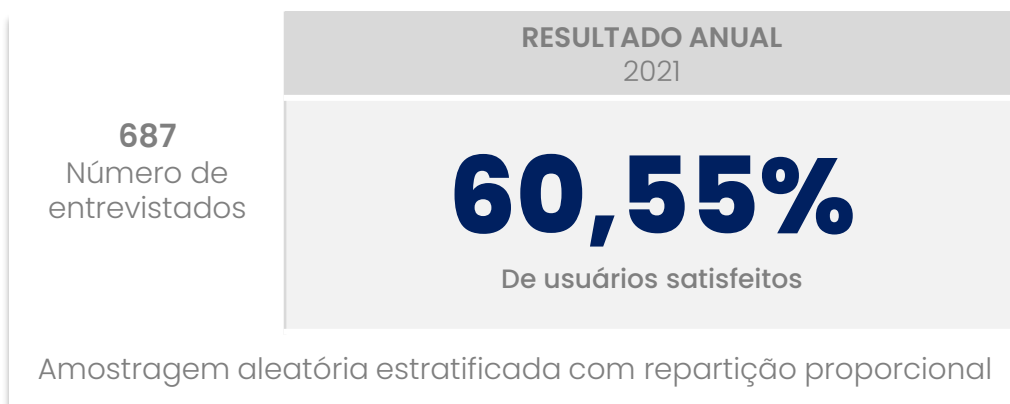 RESULTADO ANUAL
2021
687
Número de
entrevistados
60,55%
De usuários satisfeitos
Amostragem aleatória estratificada com repartição proporcional